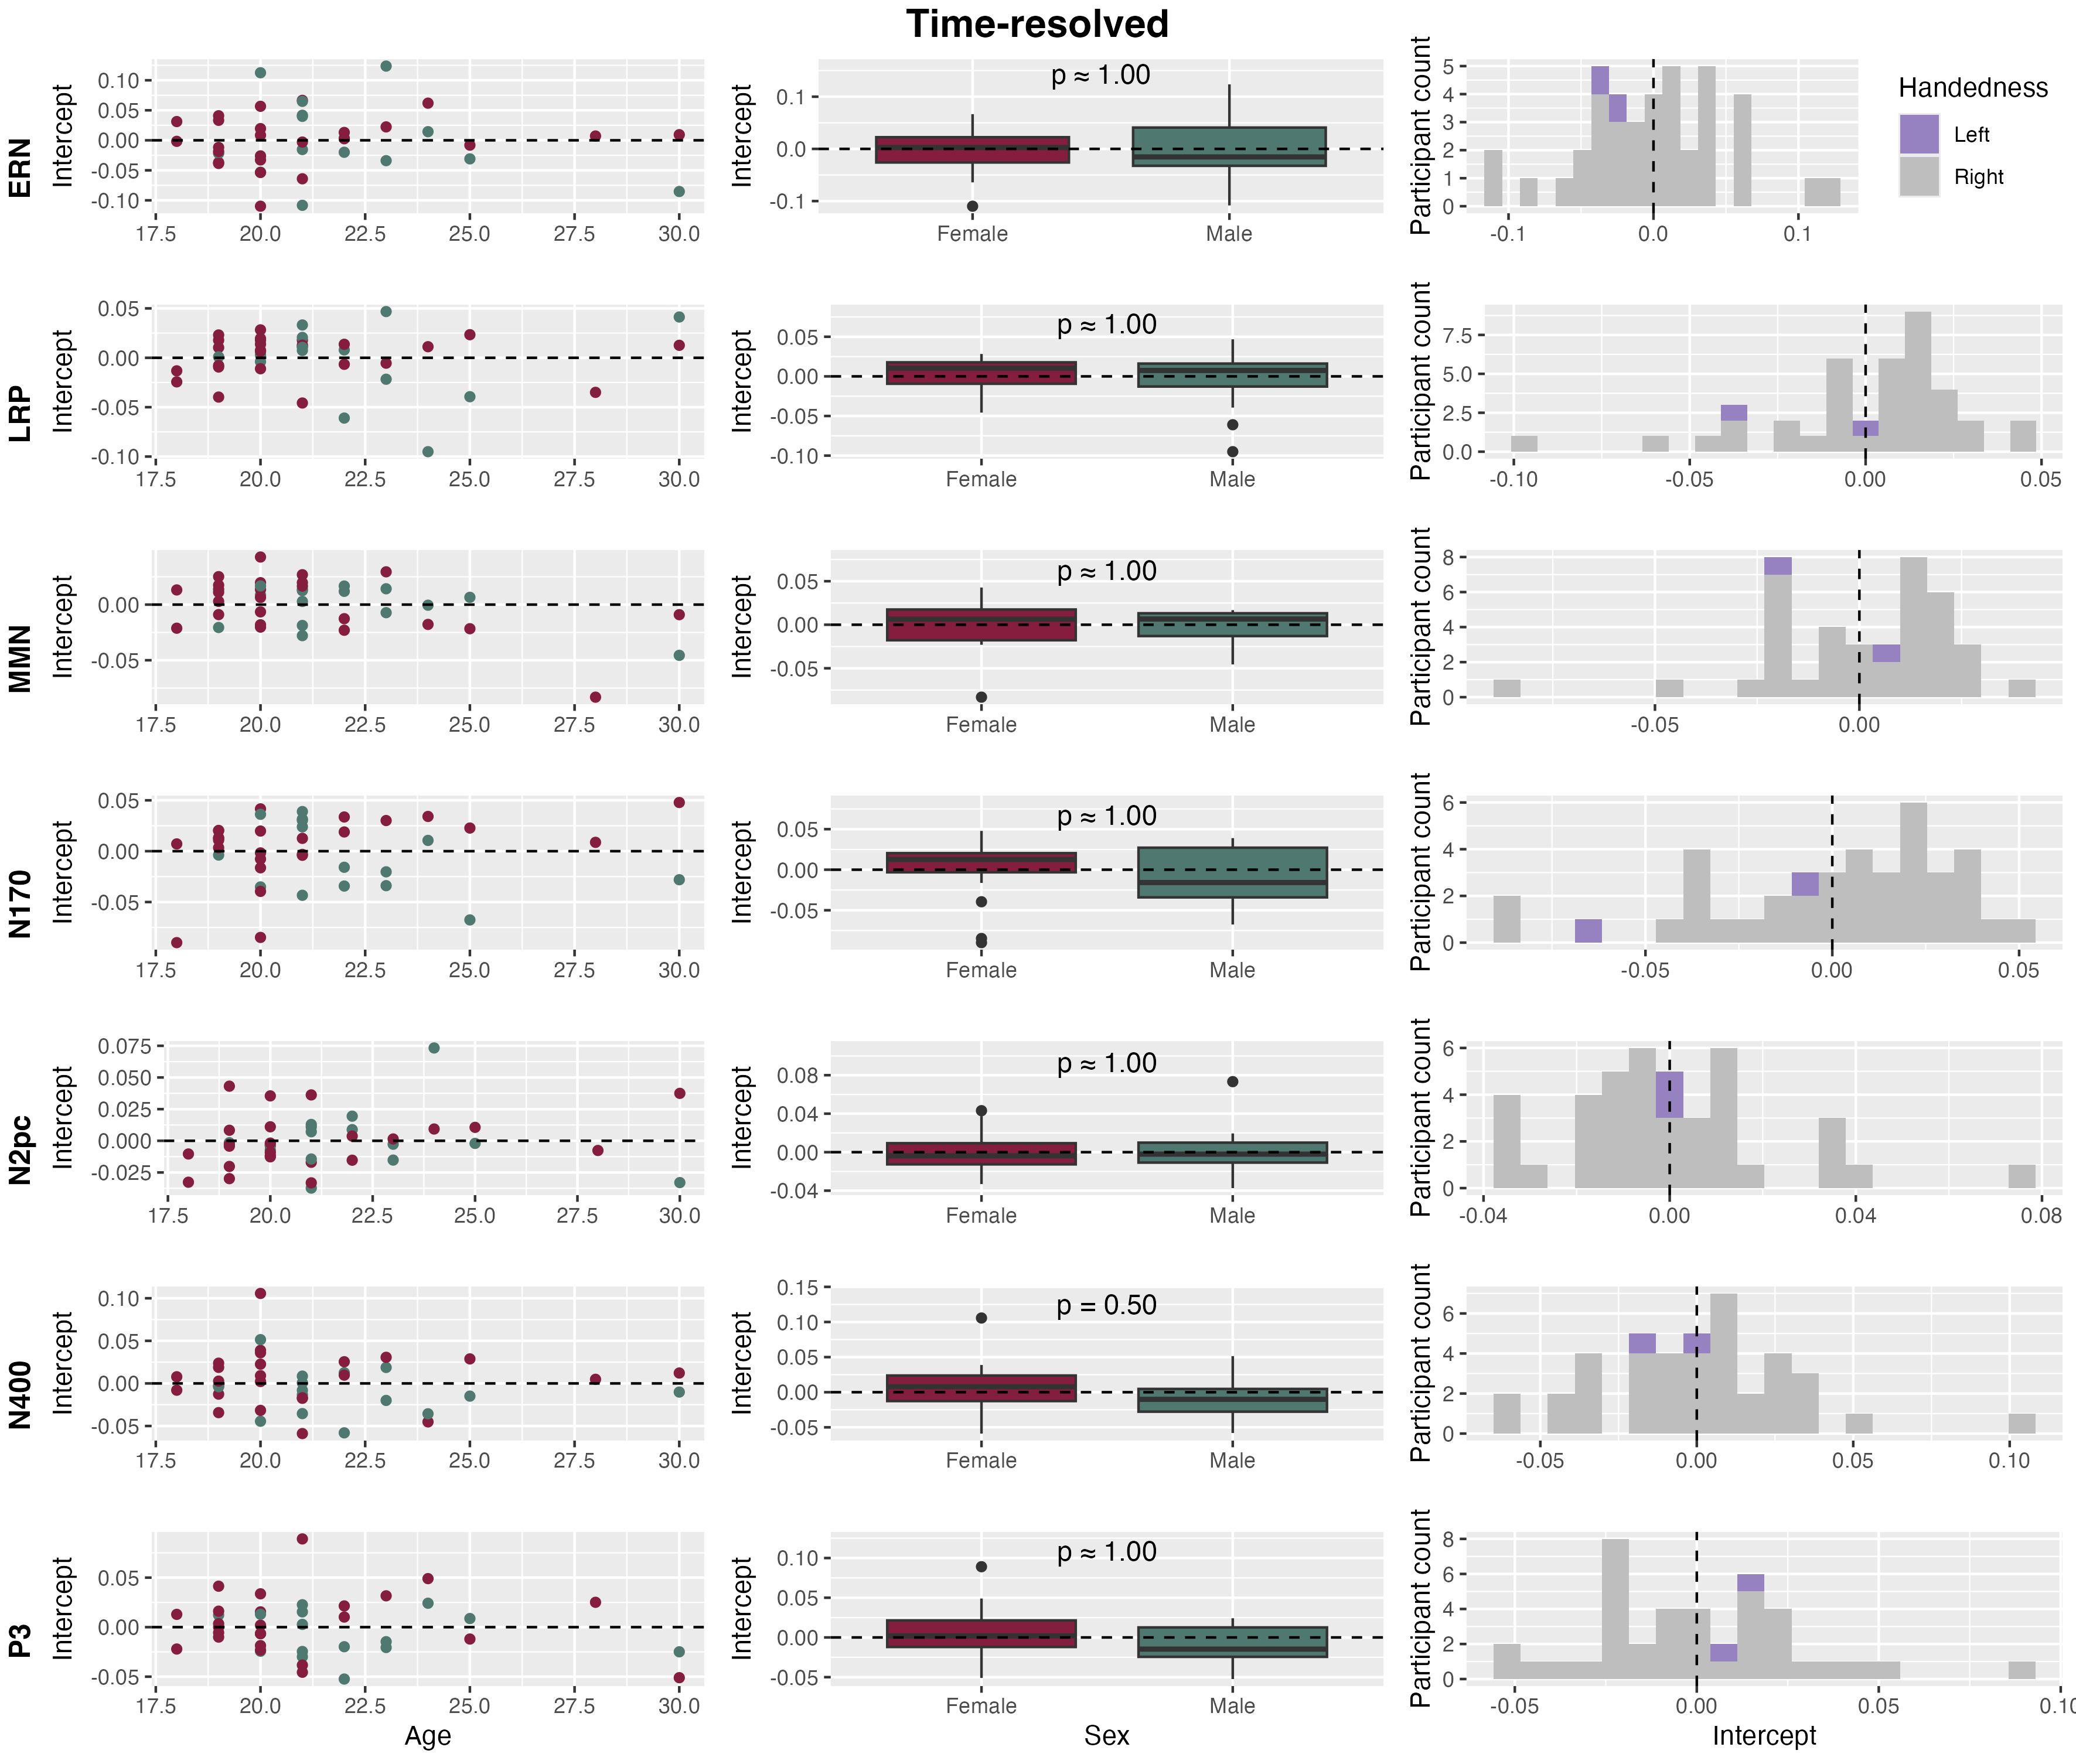 Time-resolved
ERN
Intercept
0.10
0.05
0.00
-0.05
-0.10
17.5 20.0 22.5 25.0 27.5 30.0
Intercept
0.1
0.0
-0.1
p ≈ 1.00
Female Male
Participant count
5
4
3
2
1
0
-0.1 0.0 0.1
Handedness
Left
Right
LRP
Intercept
0.05
0.00
-0.05
-0.10
17.5 20.0 22.5 25.0 27.5 30.0
Intercept
0.05
0.00
-0.05
-0.10
p ≈ 1.00
Female Male
Participant count
7.5
5.0
2.5
0.0
-0.10 -0.05 0.00 0.05
MMN
Intercept
0.00
-0.05
17.5 20.0 22.5 25.0 27.5 30.0
Intercept
0.05
0.00
-0.05
p ≈ 1.00
Female Male
Participant count
8
6
4
2
0
-0.05 0.00
N170
Intercept
0.05
0.00
-0.05
17.5 20.0 22.5 25.0 27.5 30.0
Intercept
0.05
0.00
-0.05
p ≈ 1.00
Female Male
Participant count
6
4
2
0
-0.05 0.00 0.05
N2pc
Intercept
0.075
0.050
0.025
0.000
-0.025
17.5 20.0 22.5 25.0 27.5 30.0
Intercept
0.08
0.04
0.00
-0.04
p ≈ 1.00
Female Male
Participant count
6
4
2
0
-0.04 0.00 0.04 0.08
N400
Intercept
0.10
0.05
0.00
-0.05
17.5 20.0 22.5 25.0 27.5 30.0
Intercept
0.15
0.10
0.05
0.00
-0.05
p = 0.50
Female Male
Participant count
6
4
2
0
-0.05 0.00 0.05 0.10
P3
Intercept
0.05
0.00
-0.05
17.5 20.0 22.5 25.0 27.5 30.0
Age
Intercept
0.10
0.05
0.00
-0.05
p ≈ 1.00
Female Male
Sex
Participant count
8
6
4
2
0
-0.05 0.00 0.05 0.10
Intercept